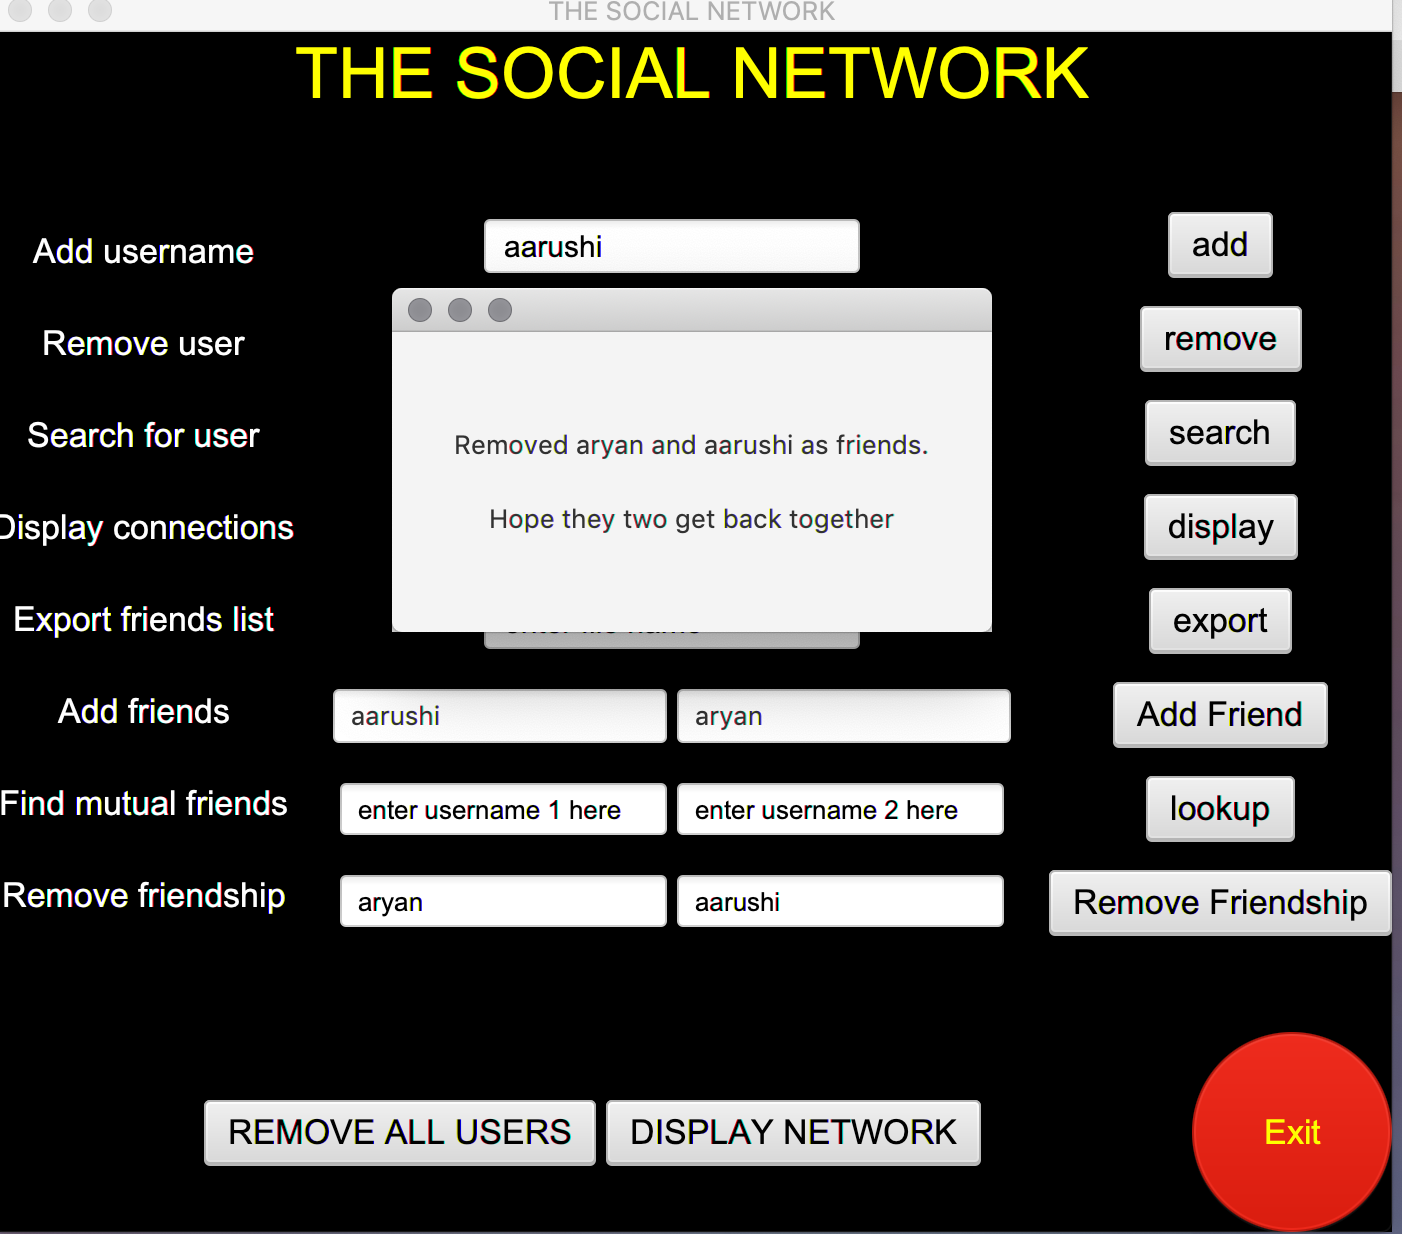 THE SOCIAL NETWORK
THE SOCIAL NETWORK
Add username aarushi add
Remove user remove
Removed aryan and aarushi as friends.
Search for user search
Hope they two get back together
Display connections display
Export friends list export
Add friends aarushi aryan Add Friend
Find mutual friends enter username 1 here enter username 2 here lookup
Remove friendship aryan aarushi Remove Friendship
REMOVE ALL USERS DISPLAY NETWORK Exit